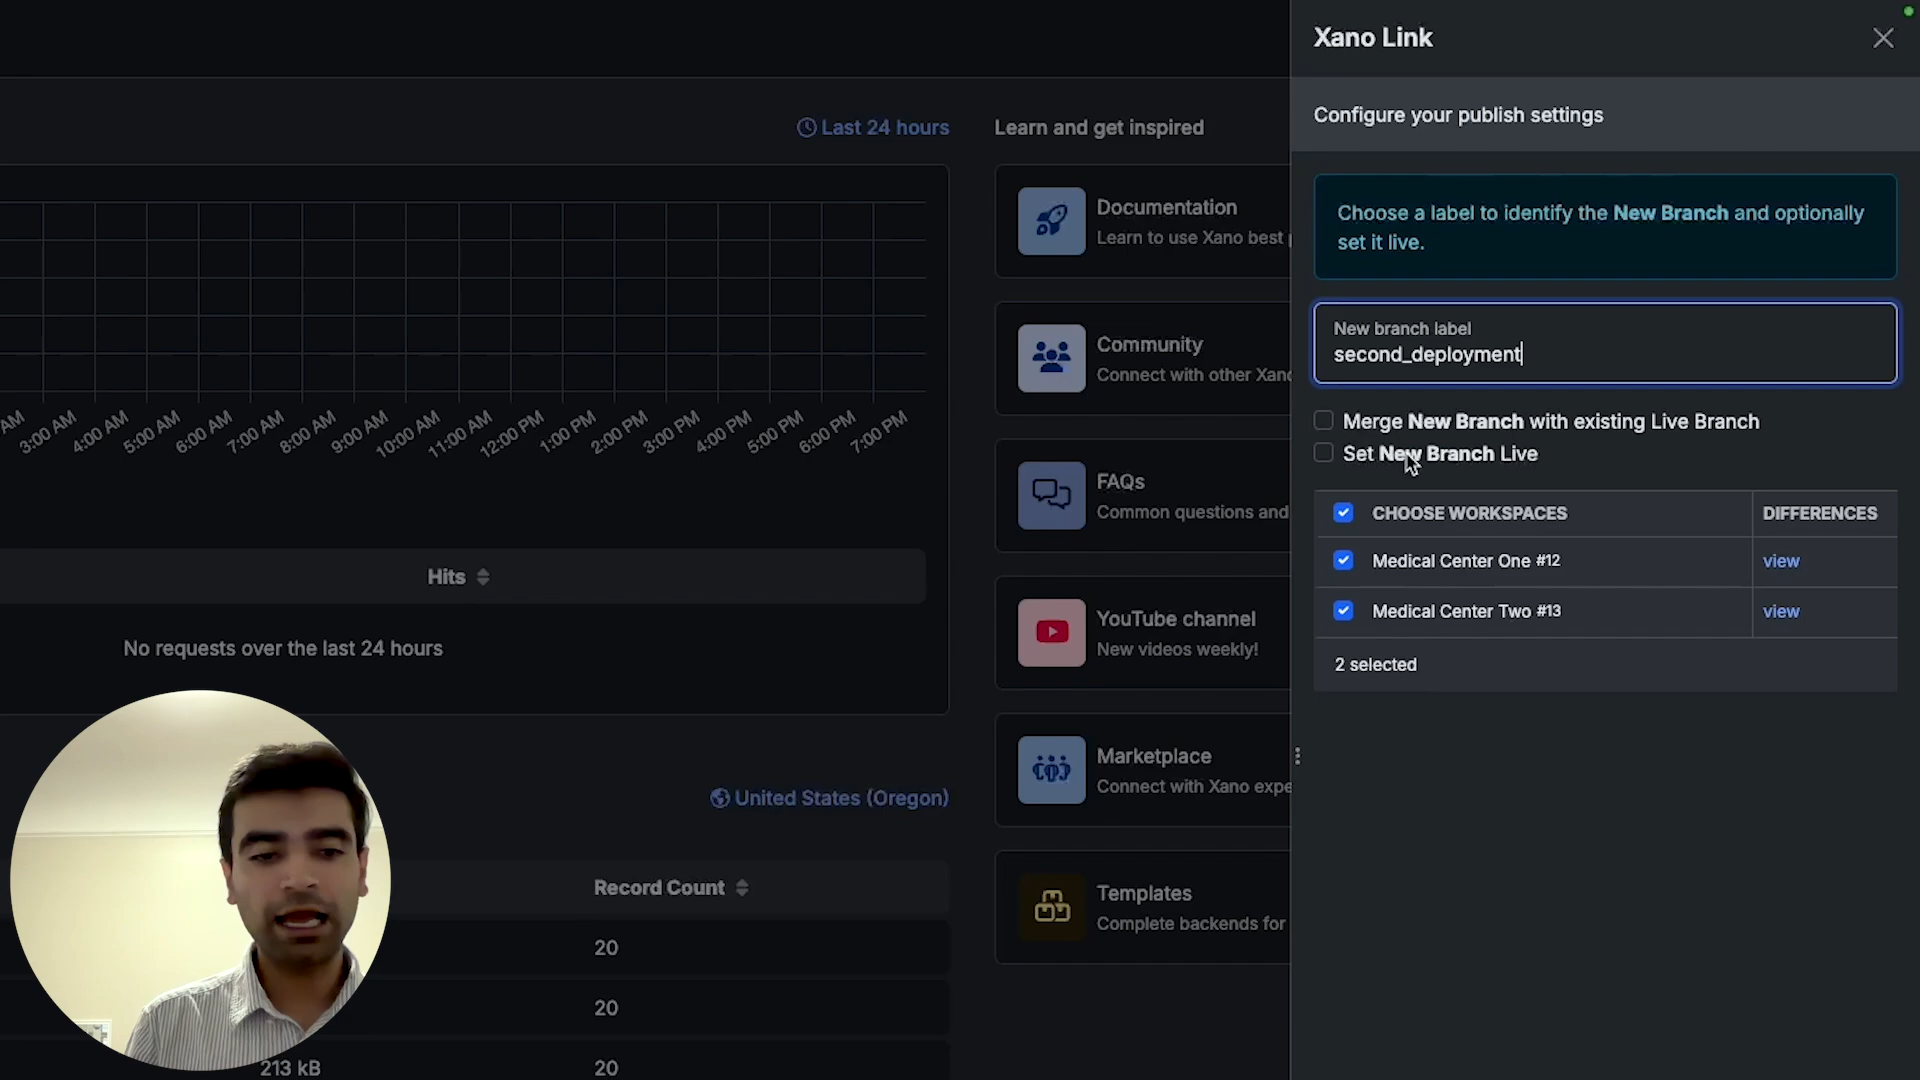 Xano Link
Configure your publish settings
Last 24 hours
Learn and get inspired
Choose a label to identify the New Branch and optionally
set it live.
Documentation
Learn to use Xano best
New branch label
second_deployment
Community
Connect with other Xano
AM
3:00 AM
4:00 AM
5:00 AM
6:00 AM
7:00 AM
8:00 AM
9:00 AM
10:00 AM
11:00 AM
12:00 PM
1:00 PM
2:00 PM
3:00 PM
4:00 PM
5:00 PM
6:00 PM
7:00 PM
Merge New Branch with existing Live Branch
Set New Branch Live
FAQs
Common questions and
CHOOSE WORKSPACES
DIFFERENCES
Medical Center One #12
view
Medical Center Two #13
view
2 selected
Hits
No requests over the last 24 hours
YouTube channel
New videos weekly!
Marketplace
Connect with Xano expe
United States (Oregon)
Record Count
Templates
Complete backends for
20
20
213 kB
20